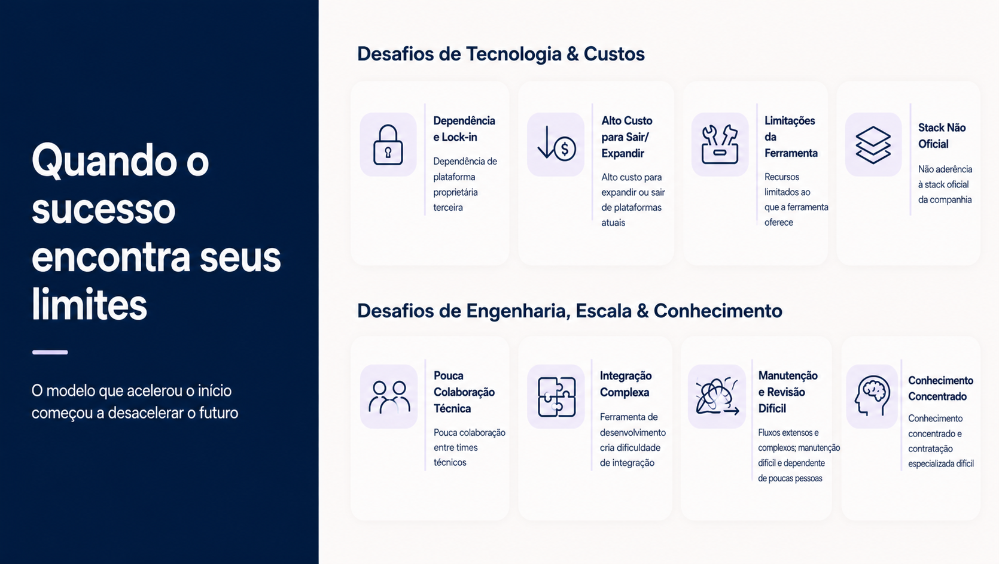 Quando o
sucesso
encontra seus
limites
O modelo que acelerou o início
começou a desacelerar o futuro
Desafios de Tecnologia & Custos
Dependência
e Lock-in
Dependência de
plataforma
proprietária
terceira
Alto Custo
para Sair/
Expandir
Alto custo para
expandir ou sair
de plataformas
atuais
Limitações
da
Ferramenta
Recursos
limitados ao
que a ferramenta
oferece
Stack Não
Oficial
Não aderência
à stack oficial
da companhia
Desafios de Engenharia, Escala & Conhecimento
Pouca
Colaboração
Técnica
Pouca colaboração
entre times
técnicos
Integração
Complexa
Ferramenta de
desenvolvimento
cria dificuldade
de integração
Manutenção
e Revisão
Dificil
Fluxos extensos e
complexos; manutenção
dificil e dependente
de poucas pessoas
Conhecimento
Concentrado
Conhecimento
concentrado e
contratação
especializada difícil